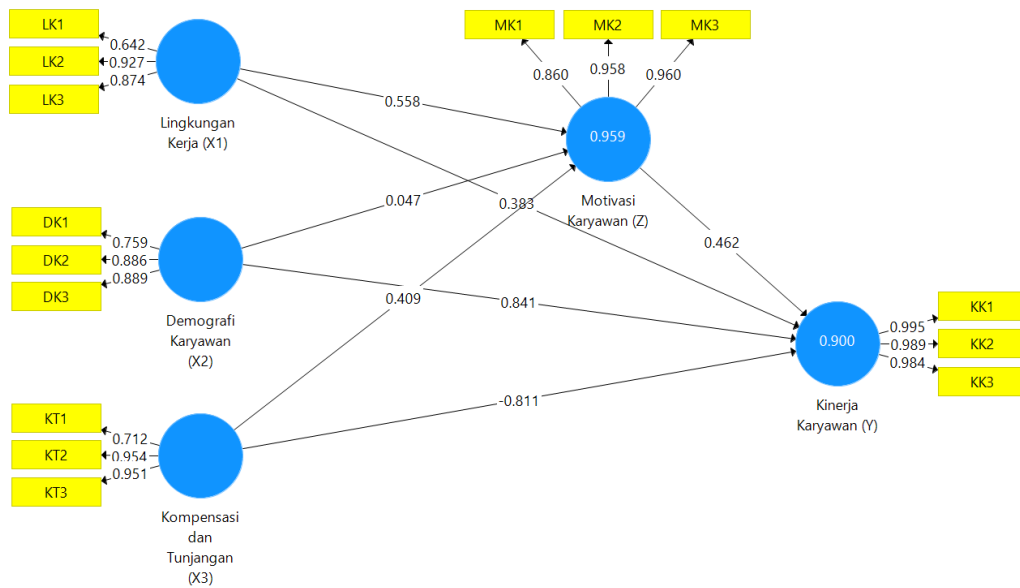 LK1
LK2
LK3
0.642
0.927
0.874
Lingkungan
Kerja (X1)
MK1
MK2
MK3
0.860
0.958
0.960
0.959
Motivasi
Karyawan (Z)
0.558
0.383
0.047
0.462
DK1
DK2
DK3
0.759
0.886
0.889
Demografi
Karyawan
(X2)
0.409
0.841
-0.811
KK1
KK2
KK3
0.995
0.989
0.984
0.900
Kinerja
Karyawan (Y)
KT1
KT2
KT3
0.712
0.954
0.951
Kompensasi
dan
Tunjangan
(X3)